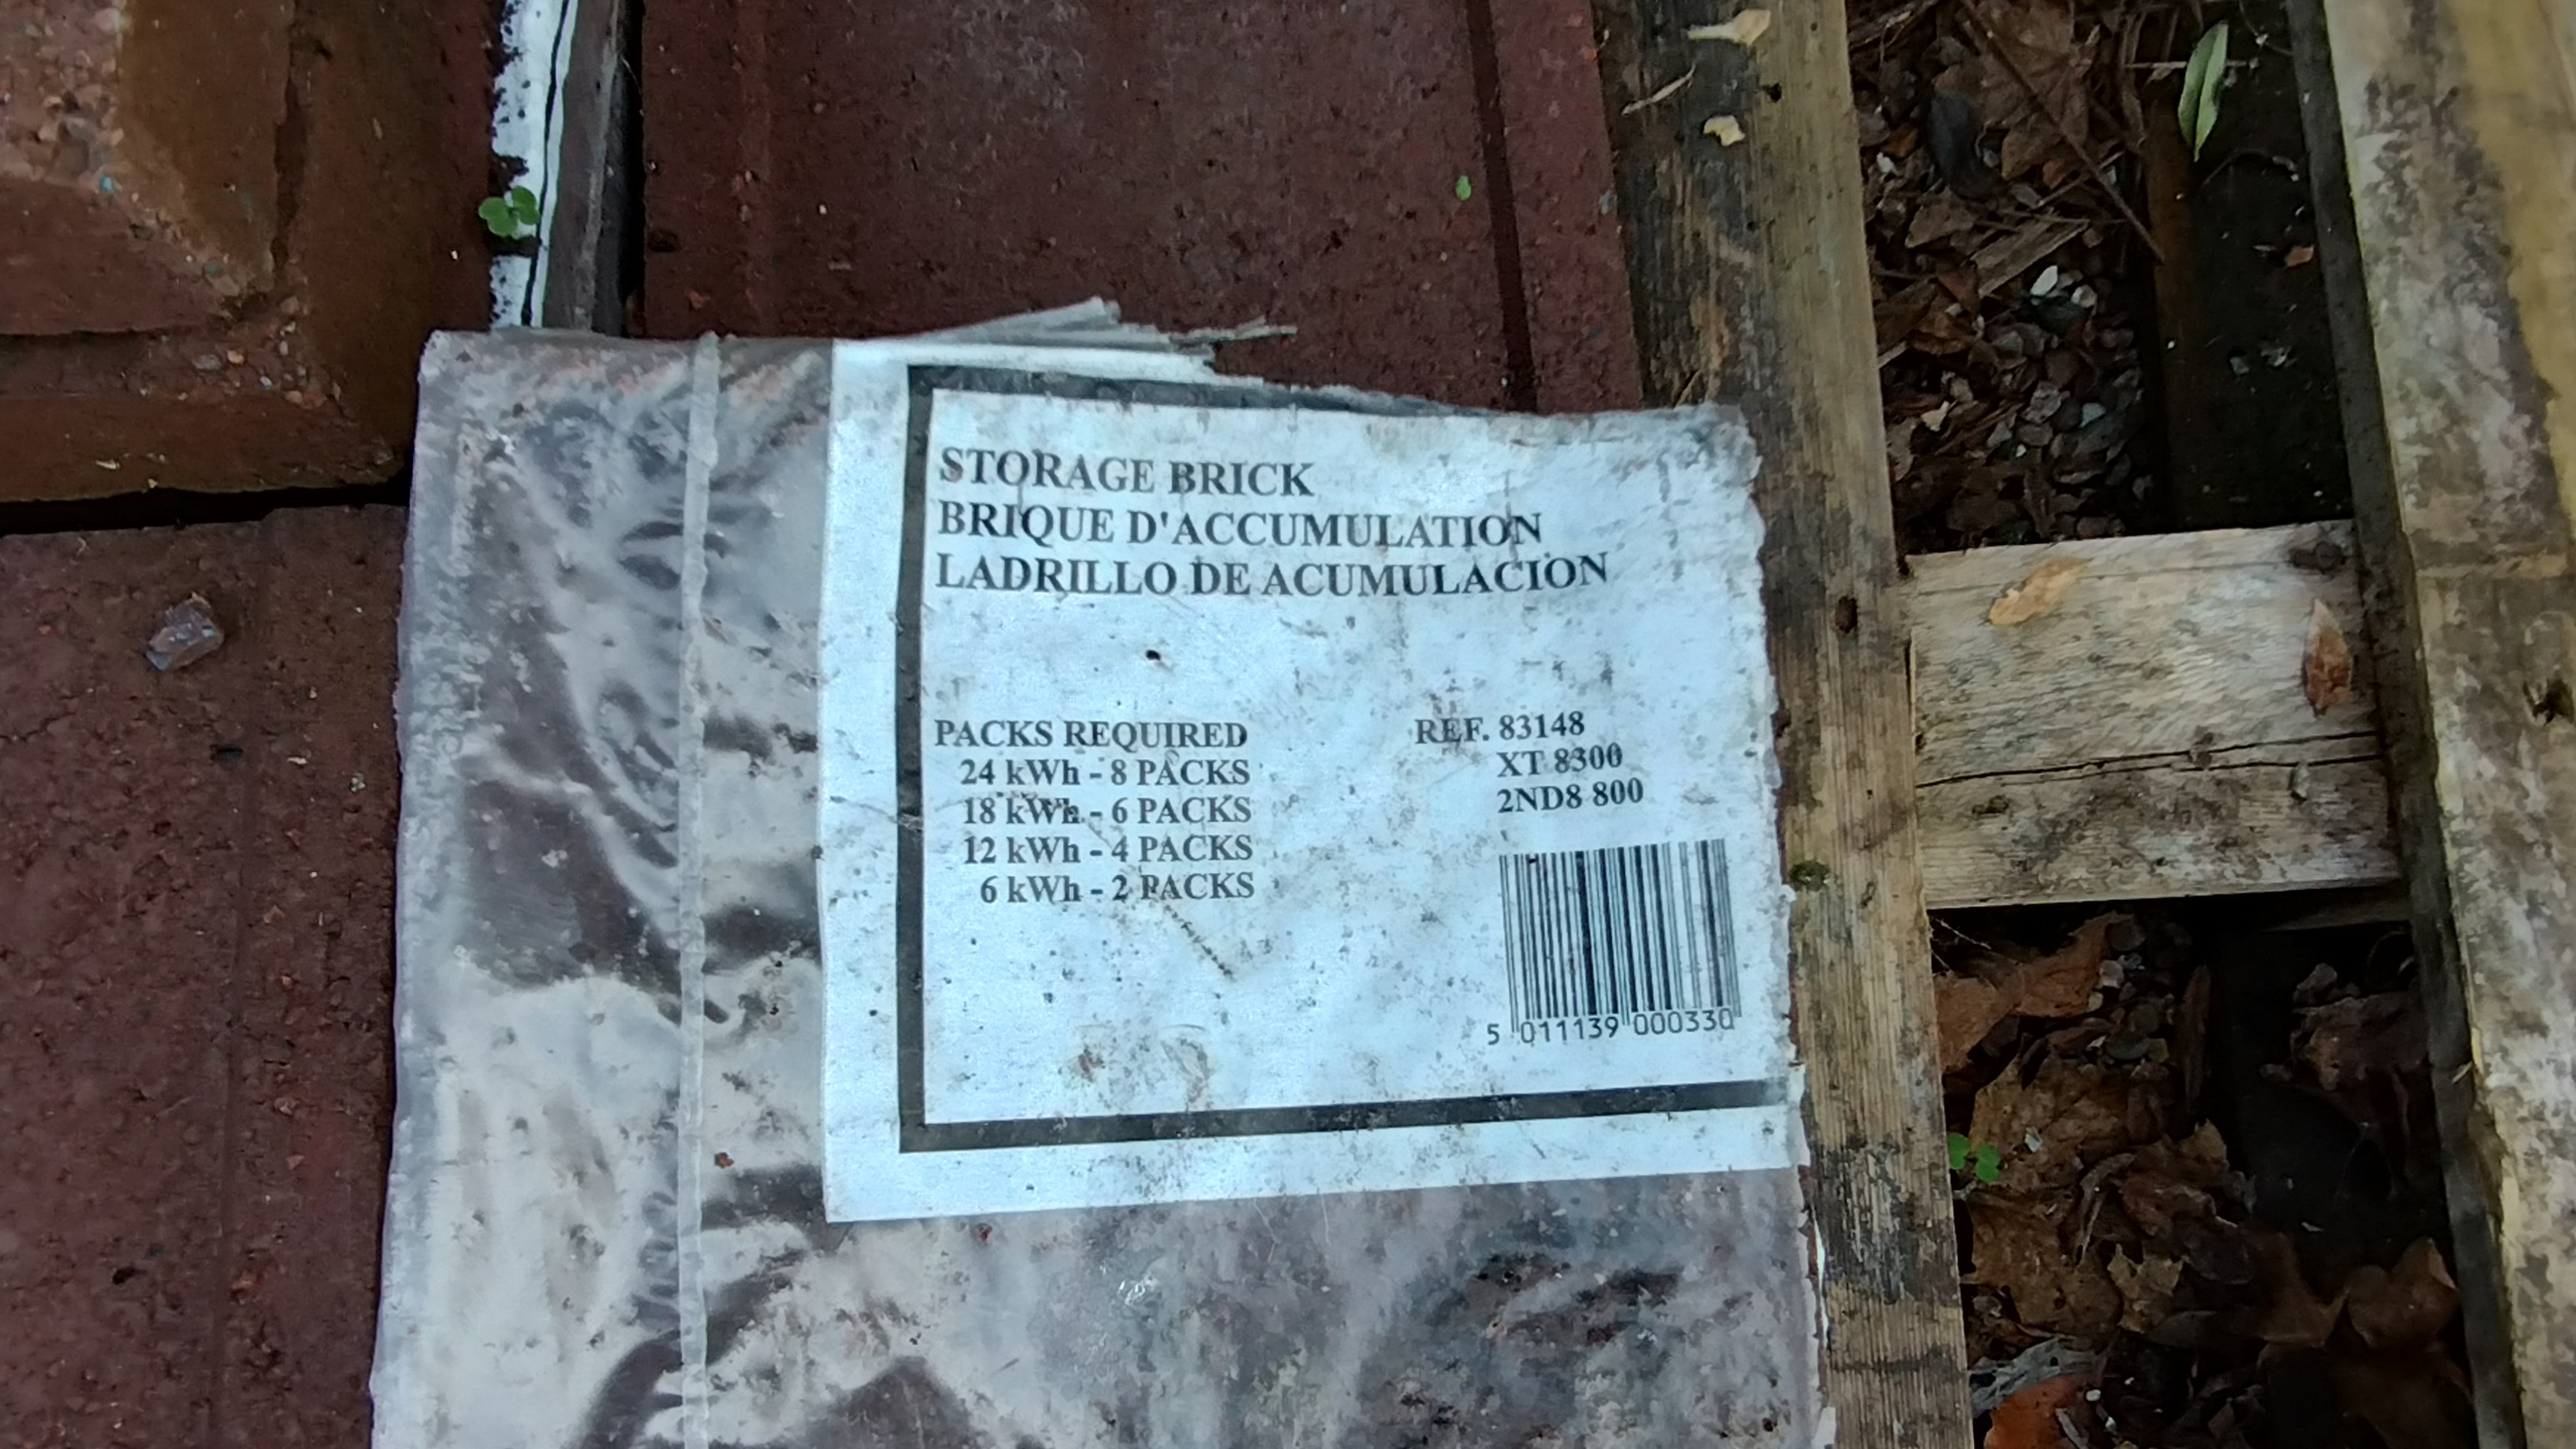 STORAGE BRICK
BRIQUE D'ACCUMULATION
LADRILLO DE ACUMULACION
PACKS REQUIRED
24 kWh - 8 PACKS
18 kWh - 6 PACKS
12 kWh - 4 PACKS
6 kWh - 2 PACKS
REF. 83148
XT 8300
2ND8 800
5 011139 000330